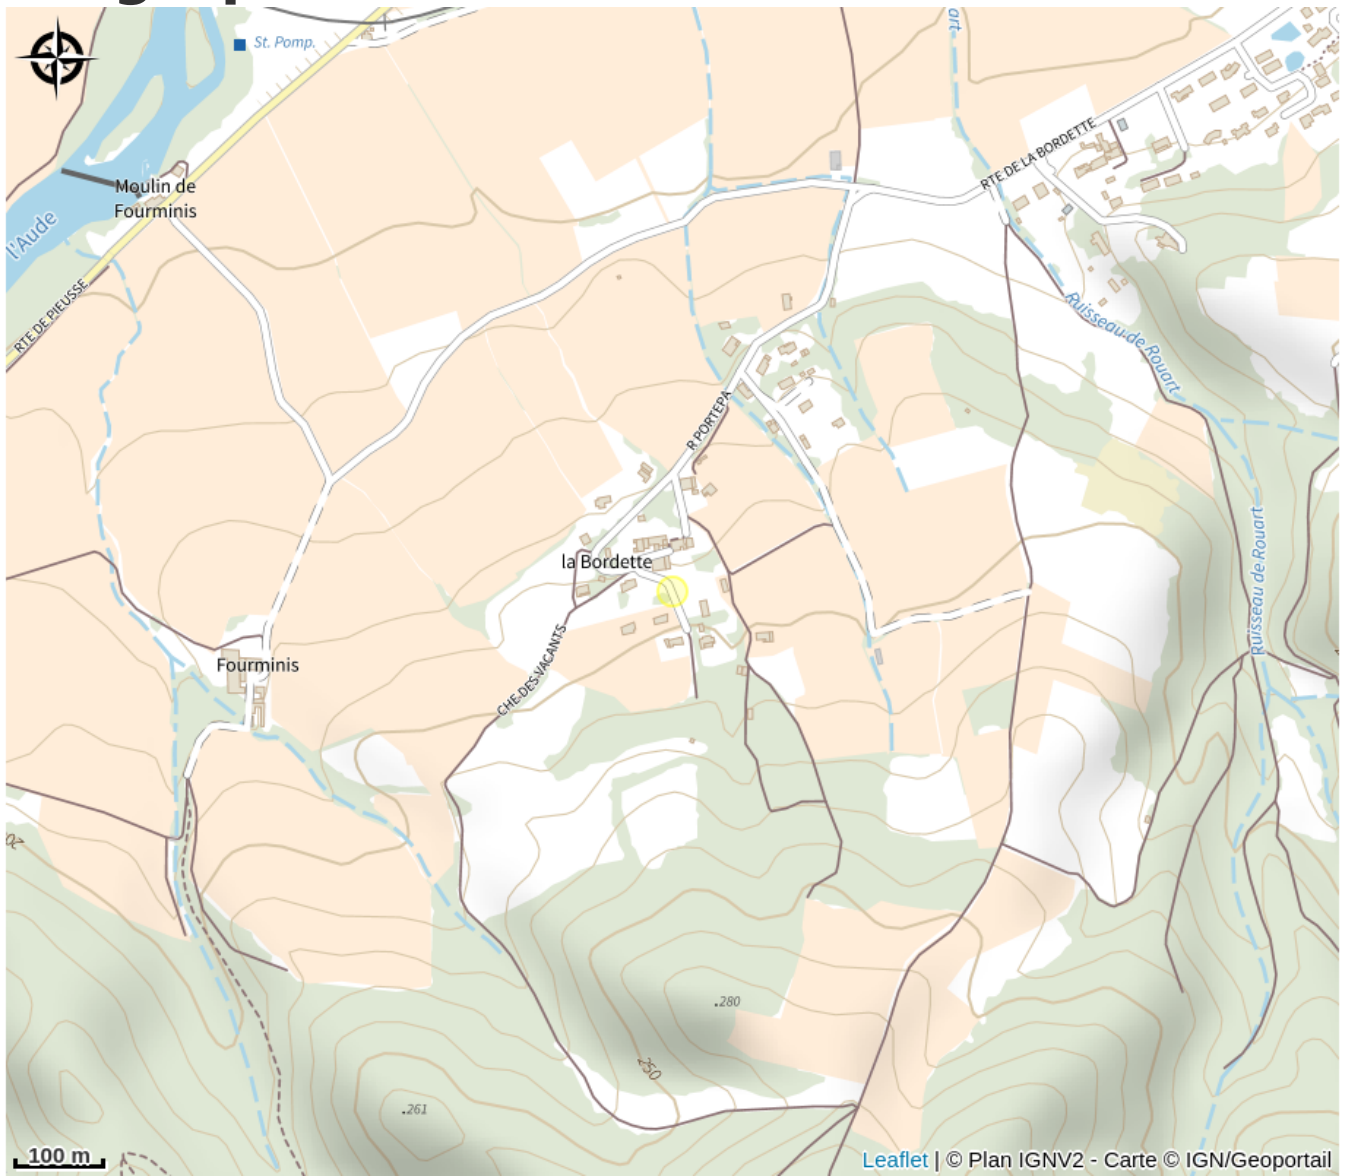 St. Pomp.
RTE DE LA BORDETTE
Moulin de
Fourminis
l'Aude
RTE DE PIEUSSE
Ruisseau de Rouart
R PORTEPA
la Bordette
Ruisseau de Rouart
CHE DES VACANTS
Fourminis
.280
250
.261
100 m
Leaflet | © Plan IGNV2 - Carte © IGN/Geoportail